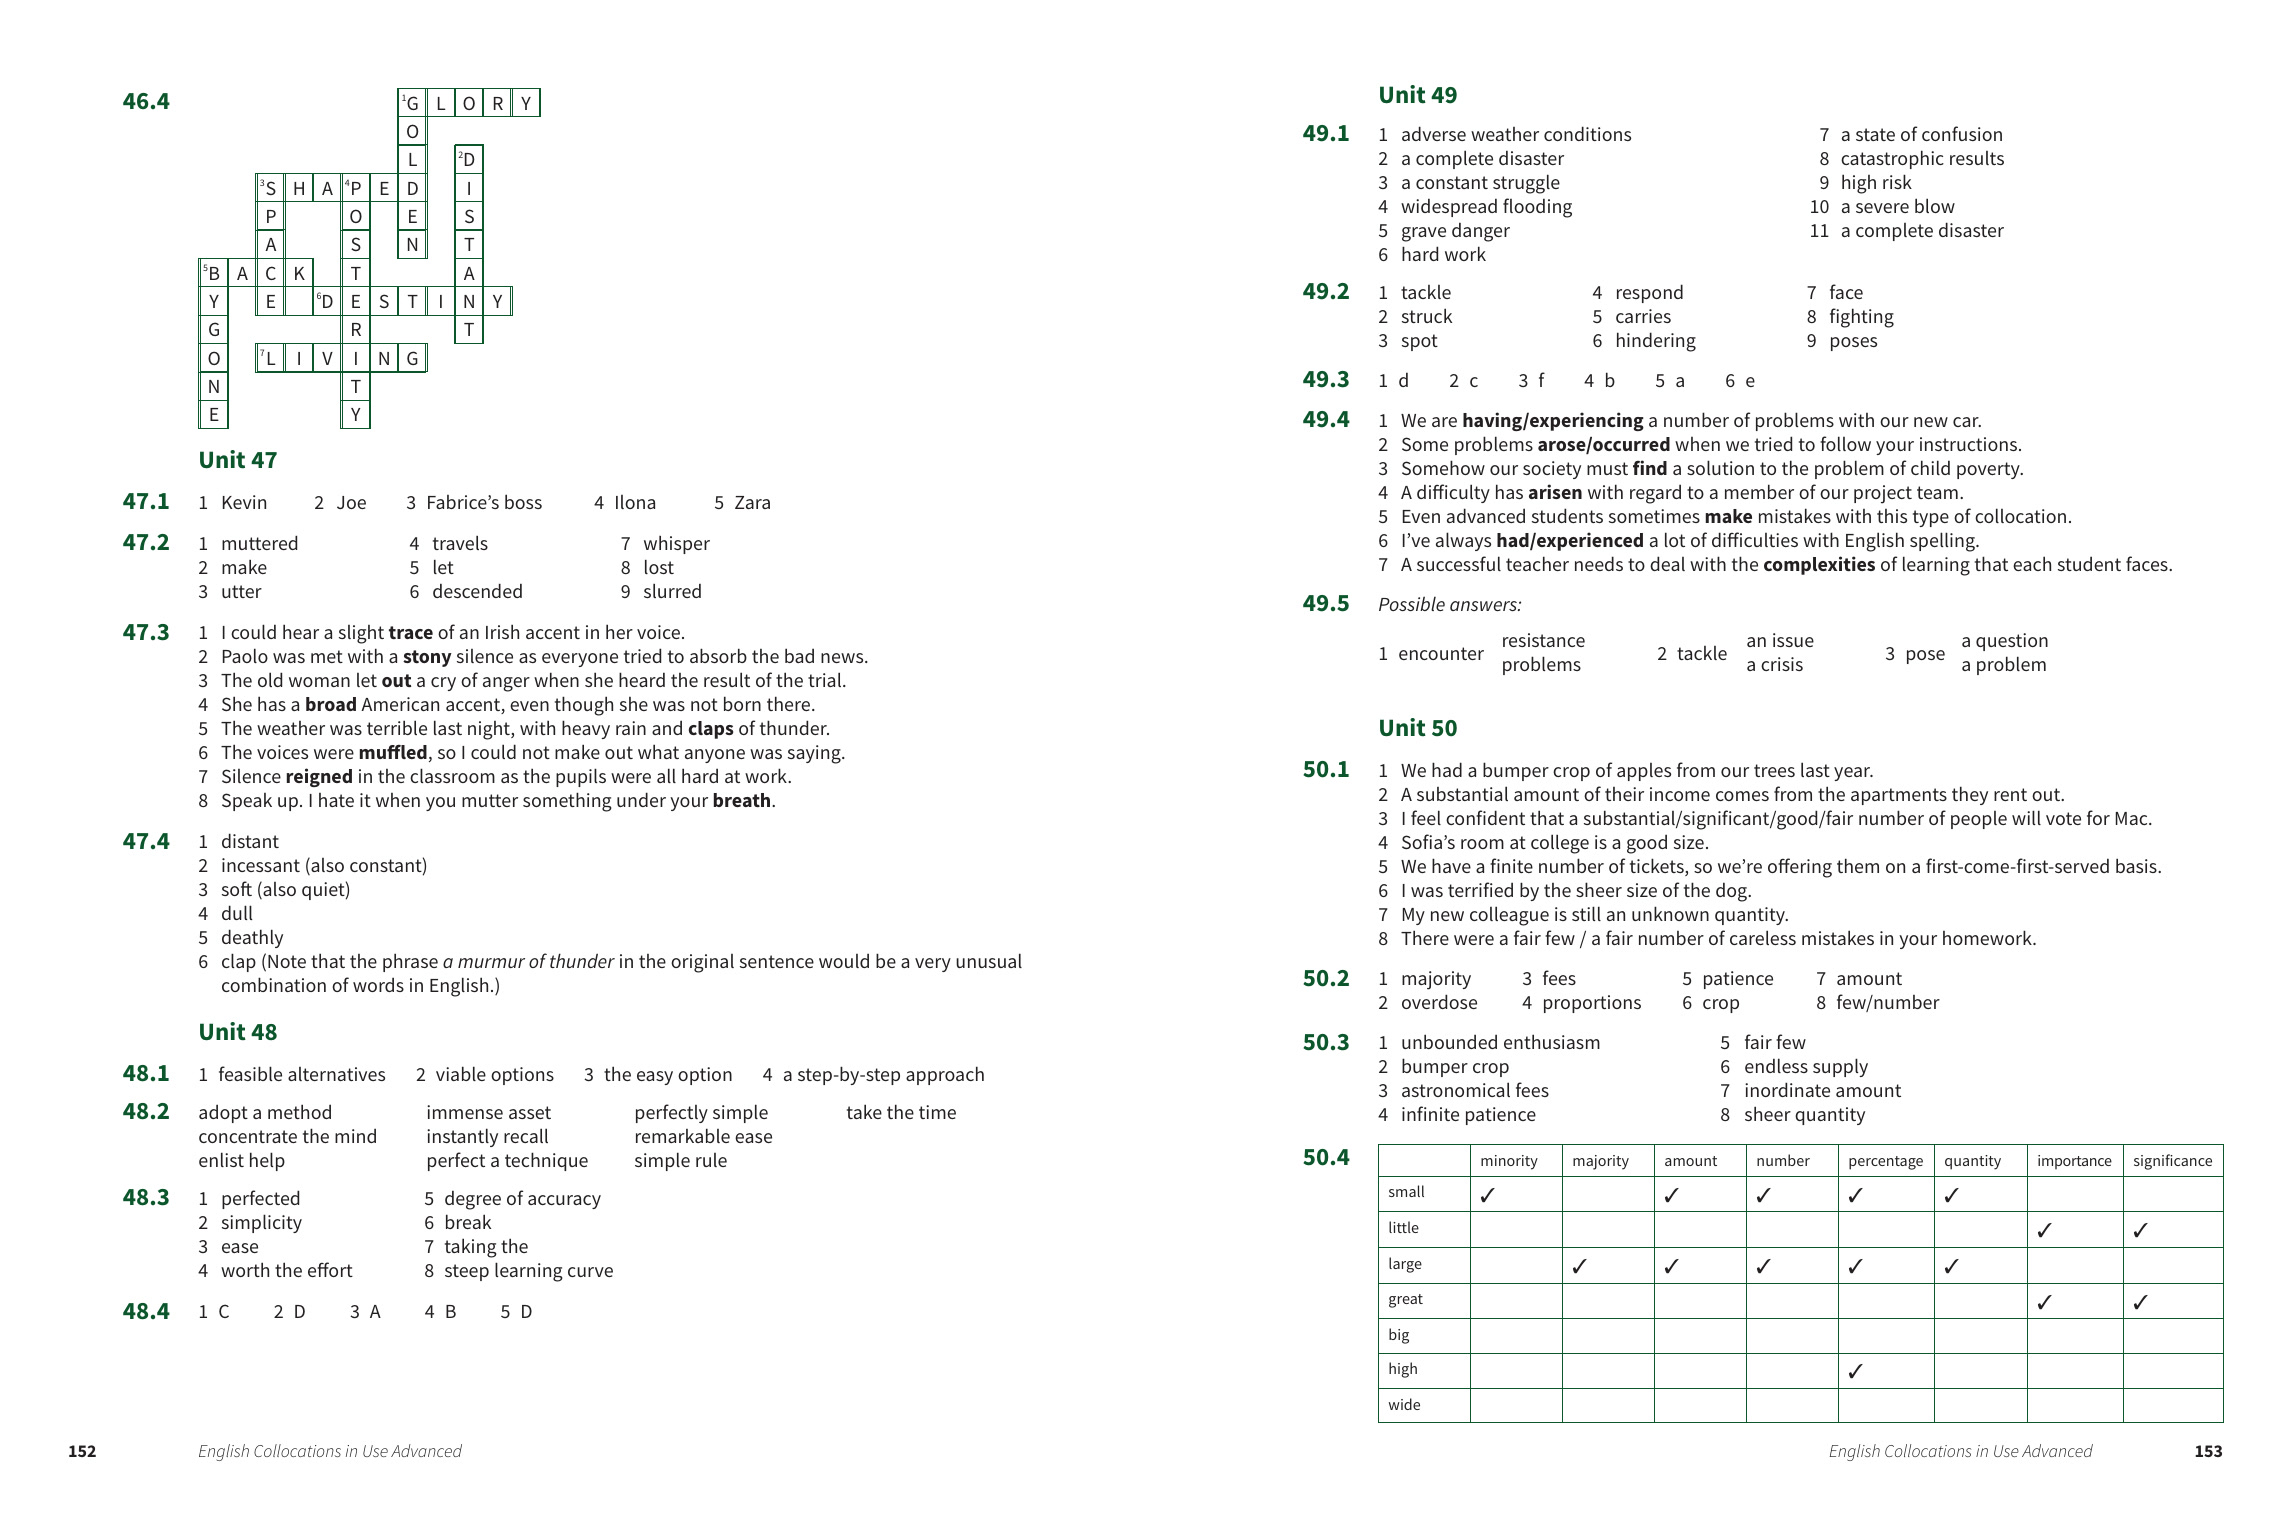 46.4
1G L O R Y
O
L 2D
3S H A 4P E D I
P O E S
A S N T
5B A C K T A
Y E 6D E S T I N Y
G R T
O 7L I V I N G
N T
E Y
Unit 47
47.1 1 Kevin 2 Joe 3 Fabrice’s boss 4 Ilona 5 Zara
47.2 1 muttered 4 travels 7 whisper
2 make 5 let 8 lost
3 utter 6 descended 9 slurred
47.3 1 I could hear a slight trace of an Irish accent in her voice.
2 Paolo was met with a stony silence as everyone tried to absorb the bad news.
3 The old woman let out a cry of anger when she heard the result of the trial.
4 She has a broad American accent, even though she was not born there.
5 The weather was terrible last night, with heavy rain and claps of thunder.
6 The voices were muffled, so I could not make out what anyone was saying.
7 Silence reigned in the classroom as the pupils were all hard at work.
8 Speak up. I hate it when you mutter something under your breath.
47.4 1 distant
2 incessant (also constant)
3 soft (also quiet)
4 dull
5 deathly
6 clap (Note that the phrase a murmur of thunder in the original sentence would be a very unusual
combination of words in English.)
Unit 48
48.1 1 feasible alternatives 2 viable options 3 the easy option 4 a step-by-step approach
48.2 adopt a method immense asset perfectly simple take the time
concentrate the mind instantly recall remarkable ease
enlist help perfect a technique simple rule
48.3 1 perfected 5 degree of accuracy
2 simplicity 6 break
3 ease 7 taking the
4 worth the effort 8 steep learning curve
48.4 1 C 2 D 3 A 4 B 5 D
152 English Collocations in Use Advanced
Unit 49
49.1 1 adverse weather conditions 7 a state of confusion
2 a complete disaster 8 catastrophic results
3 a constant struggle 9 high risk
4 widespread flooding 10 a severe blow
5 grave danger 11 a complete disaster
6 hard work
49.2 1 tackle 4 respond 7 face
2 struck 5 carries 8 fighting
3 spot 6 hindering 9 poses
49.3 1 d 2 c 3 f 4 b 5 a 6 e
49.4 1 We are having/experiencing a number of problems with our new car.
2 Some problems arose/occurred when we tried to follow your instructions.
3 Somehow our society must find a solution to the problem of child poverty.
4 A difficulty has arisen with regard to a member of our project team.
5 Even advanced students sometimes make mistakes with this type of collocation.
6 I’ve always had/experienced a lot of difficulties with English spelling.
7 A successful teacher needs to deal with the complexities of learning that each student faces.
49.5 Possible answers:
resistance an issue a question
1 encounter 2 tackle 3 pose
problems a crisis a problem
Unit 50
50.1 1 We had a bumper crop of apples from our trees last year.
2 A substantial amount of their income comes from the apartments they rent out.
3 I feel confident that a substantial/significant/good/fair number of people will vote for Mac.
4 Sofia’s room at college is a good size.
5 We have a finite number of tickets, so we’re offering them on a first-come-first-served basis.
6 I was terrified by the sheer size of the dog.
7 My new colleague is still an unknown quantity.
8 There were a fair few / a fair number of careless mistakes in your homework.
50.2 1 majority 3 fees 5 patience 7 amount
2 overdose 4 proportions 6 crop 8 few/number
50.3 1 unbounded enthusiasm 5 fair few
2 bumper crop 6 endless supply
3 astronomical fees 7 inordinate amount
4 infinite patience 8 sheer quantity
50.4 minority majority amount number percentage quantity importance significance
small ✓ ✓ ✓ ✓ ✓
little ✓ ✓
large ✓ ✓ ✓ ✓ ✓
great ✓ ✓
big
high ✓
wide
English Collocations in Use Advanced 153